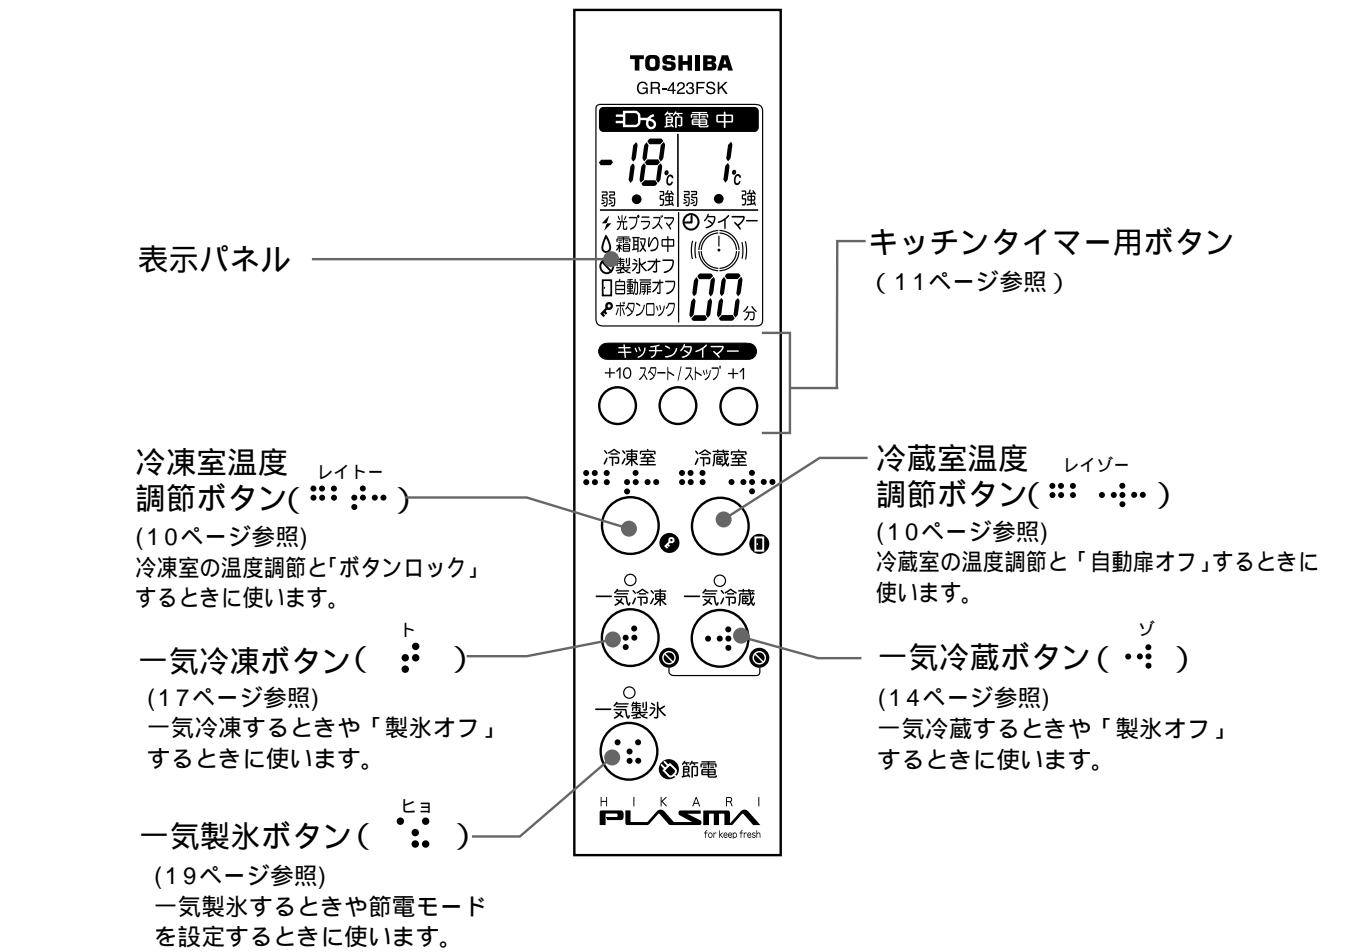 TOSHIBA
GR-423FSK
節電中
-18℃ 1℃
弱 ● 強 弱 ● 強
光プラズマ
霜取り中
製氷オフ
自動扉オフ
ボタンロック
タイマー
00分
キッチンタイマー
+10 スタート/ストップ +1
冷凍室 冷蔵室
一気冷凍 一気冷蔵
一気製氷
節電
HIKARI
PLASMA
for keep fresh
表示パネル
キッチンタイマー用ボタン
(11ページ参照)
冷凍室温度
レイトー
調節ボタン(⠛⠃ ⡰⠤⠄)
(10ページ参照)
冷凍室の温度調節と「ボタンロック」
するときに使います。
冷蔵室温度
レイゾー
調節ボタン(⠛⠃ ⠐⢴⠤)
(10ページ参照)
冷蔵室の温度調節と「自動扉オフ」するときに
使います。
ト
一気冷凍ボタン( )
(17ページ参照)
一気冷凍するときや「製氷オフ」
するときに使います。
ゾ
一気冷蔵ボタン( )
(14ページ参照)
一気冷蔵するときや「製氷オフ」
するときに使います。
ヒョ
一気製氷ボタン( )
(19ページ参照)
一気製氷するときや節電モード
を設定するときに使います。